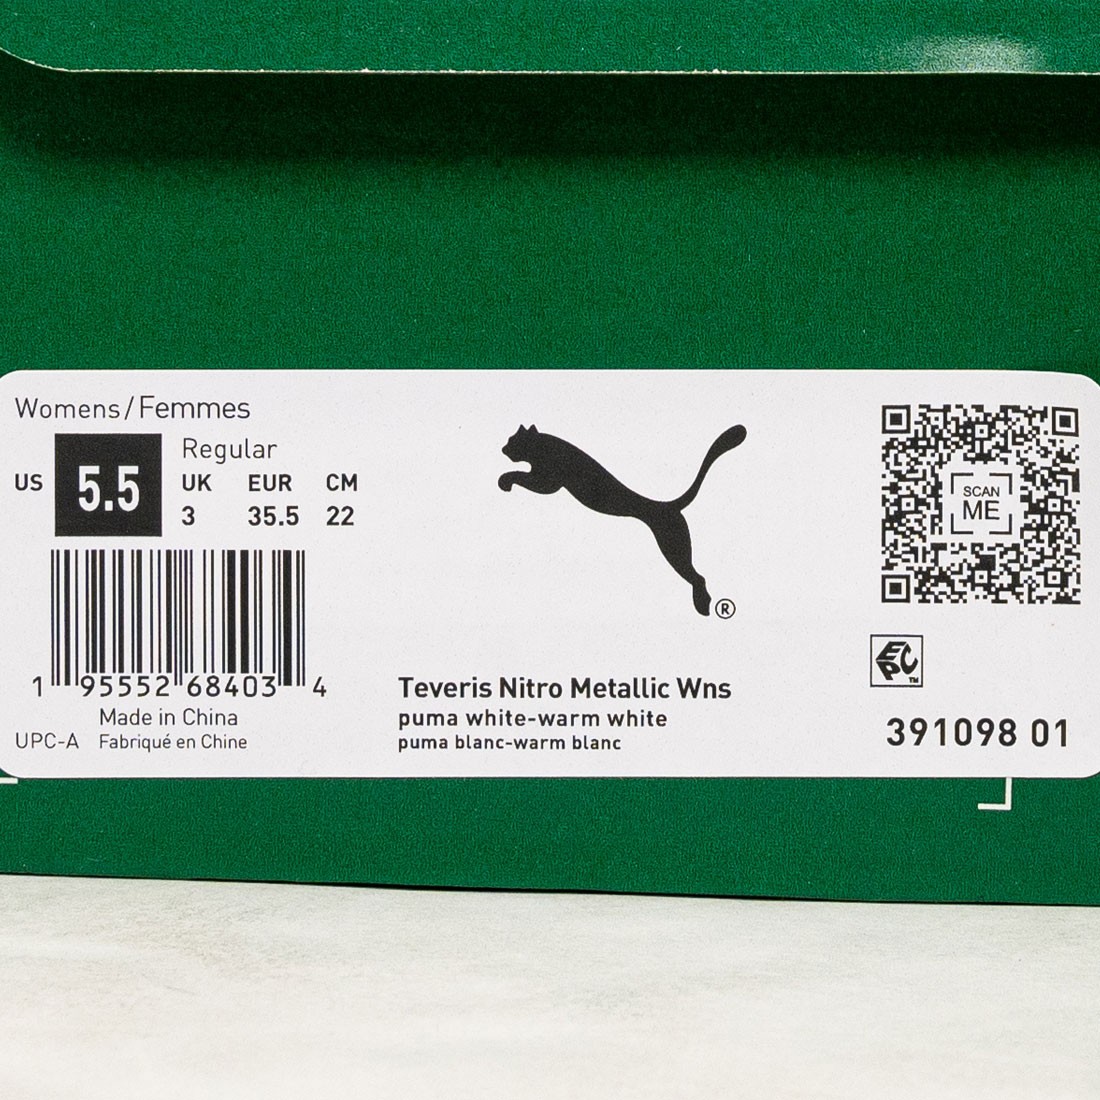 Womens/Femmes
Regular
US 5.5 UK EUR CM
3 35.5 22
1 95552 68403 4
Made in China
UPC-A Fabriqué en Chine
®
Teveris Nitro Metallic Wns
puma white-warm white
puma blanc-warm blanc
SCAN
ME
EPC
TM
391098 01